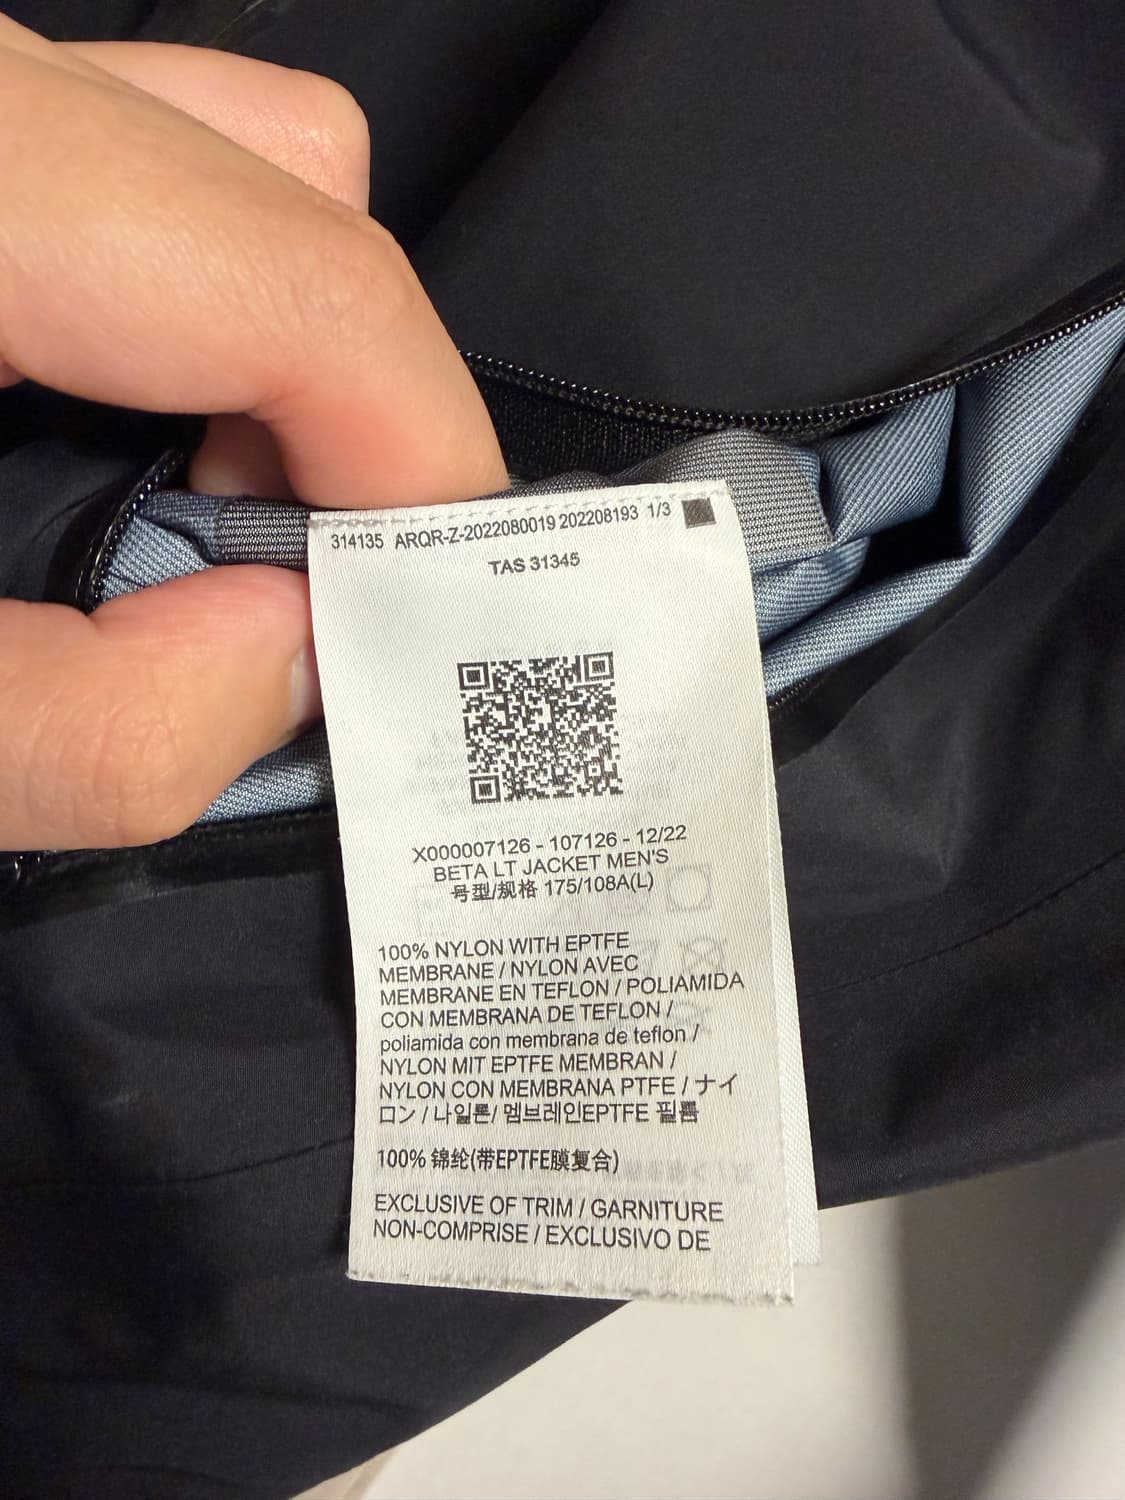 314135 ARQR-Z-2022080019 202208193 1/3
TAS 31345
X000007126 - 107126 - 12/22
BETA LT JACKET MEN'S
号型/规格 175/108A(L)
100% NYLON WITH EPTFE
MEMBRANE / NYLON AVEC
MEMBRANE EN TEFLON / POLIAMIDA
CON MEMBRANA DE TEFLON /
poliamida con membrana de teflon /
NYLON MIT EPTFE MEMBRAN /
NYLON CON MEMBRANA PTFE / ナイ
ロン / 나일론/ 멤브레인EPTFE 필름
100% 锦纶(带EPTFE膜复合)
EXCLUSIVE OF TRIM / GARNITURE
NON-COMPRISE / EXCLUSIVO DE